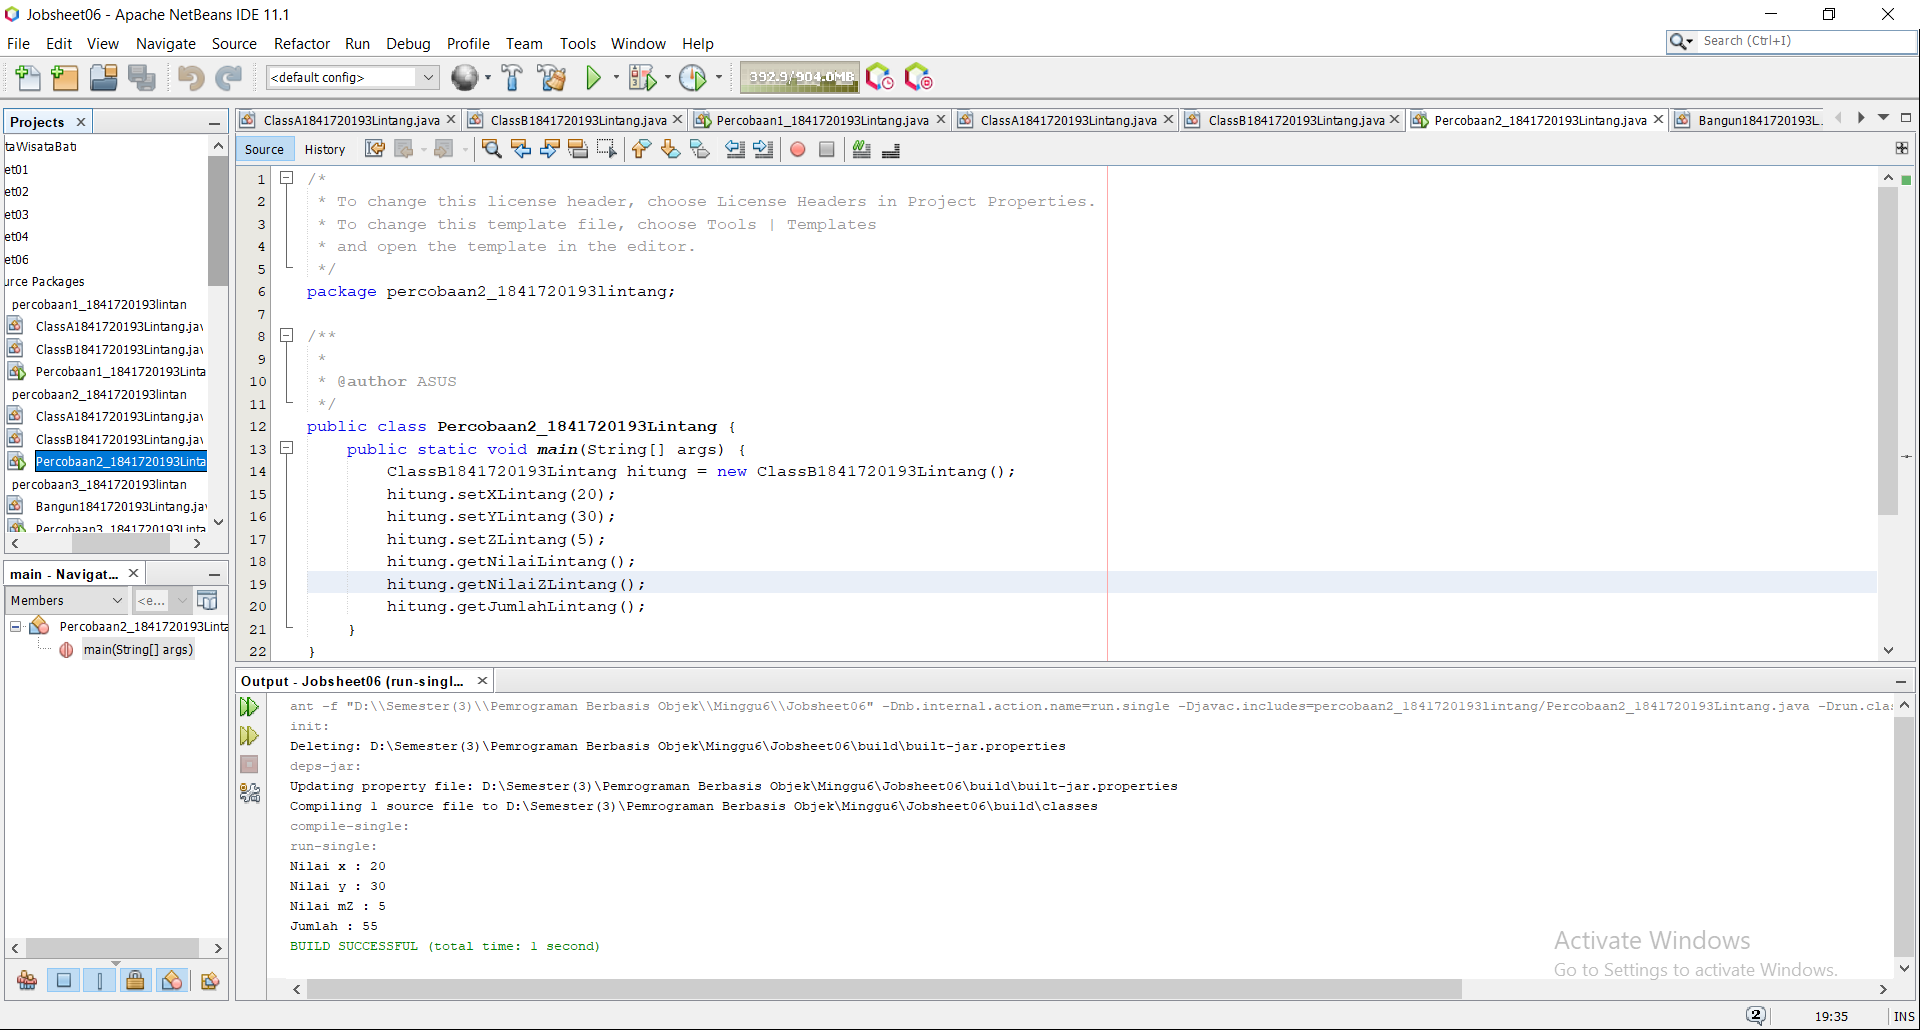 Jobsheet06 - Apache NetBeans IDE 11.1
File Edit View Navigate Source Refactor Run Debug Profile Team Tools Window Help
Search (Ctrl+I)
<default config>
392.9/904.0MB
Projects
ClassA1841720193Lintang.java
ClassB1841720193Lintang.java
Percobaan1_1841720193Lintang.java
ClassA1841720193Lintang.java
ClassB1841720193Lintang.java
Percobaan2_1841720193Lintang.java
Bangun1841720193L
Source History
taWisataBati
et01
et02
et03
et04
et06
urce Packages
percobaan1_1841720193lintan
ClassA1841720193Lintang.jav
ClassB1841720193Lintang.jav
Percobaan1_1841720193Linta
percobaan2_1841720193lintan
ClassA1841720193Lintang.jav
ClassB1841720193Lintang.jav
Percobaan2_1841720193Linta
percobaan3_1841720193lintan
Bangun1841720193Lintang.ja
Percobaan3_1841720193Linta
1 /*
2 * To change this license header, choose License Headers in Project Properties.
3 * To change this template file, choose Tools | Templates
4 * and open the template in the editor.
5 */
6 package percobaan2_1841720193lintang;
7
8 /**
9 *
10 * @author ASUS
11 */
12 public class Percobaan2_1841720193Lintang {
13 public static void main(String[] args) {
14 ClassB1841720193Lintang hitung = new ClassB1841720193Lintang();
15 hitung.setXLintang(20);
16 hitung.setYLintang(30);
17 hitung.setZLintang(5);
18 hitung.getNilaiLintang();
19 hitung.getNilaiZLintang();
20 hitung.getJumlahLintang();
21 }
22 }
main - Navigat...
Members
<e...
Percobaan2_1841720193Linta
main(String[] args)
Output - Jobsheet06 (run-singl...
ant -f "D:\\Semester(3)\\Pemrograman Berbasis Objek\\Minggu6\\Jobsheet06" -Dnb.internal.action.name=run.single -Djavac.includes=percobaan2_1841720193lintang/Percobaan2_1841720193Lintang.java -Drun.clas
init:
Deleting: D:\Semester(3)\Pemrograman Berbasis Objek\Minggu6\Jobsheet06\build\built-jar.properties
deps-jar:
Updating property file: D:\Semester(3)\Pemrograman Berbasis Objek\Minggu6\Jobsheet06\build\built-jar.properties
Compiling 1 source file to D:\Semester(3)\Pemrograman Berbasis Objek\Minggu6\Jobsheet06\build\classes
compile-single:
run-single:
Nilai x : 20
Nilai y : 30
Nilai mZ : 5
Jumlah : 55
BUILD SUCCESSFUL (total time: 1 second)
Activate Windows
Go to Settings to activate Windows.
2
19:35
INS